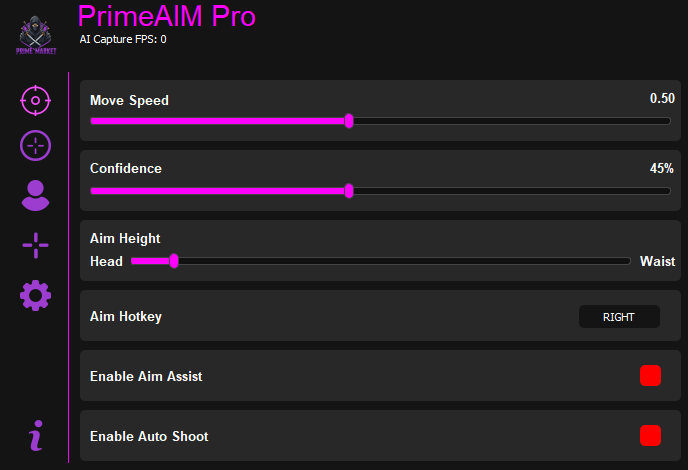 PrimeAIM Pro
PRIME MARKET
AI Capture FPS: 0
Move Speed 0.50
Confidence 45%
Aim Height
Head Waist
Aim Hotkey RIGHT
Enable Aim Assist
Enable Auto Shoot